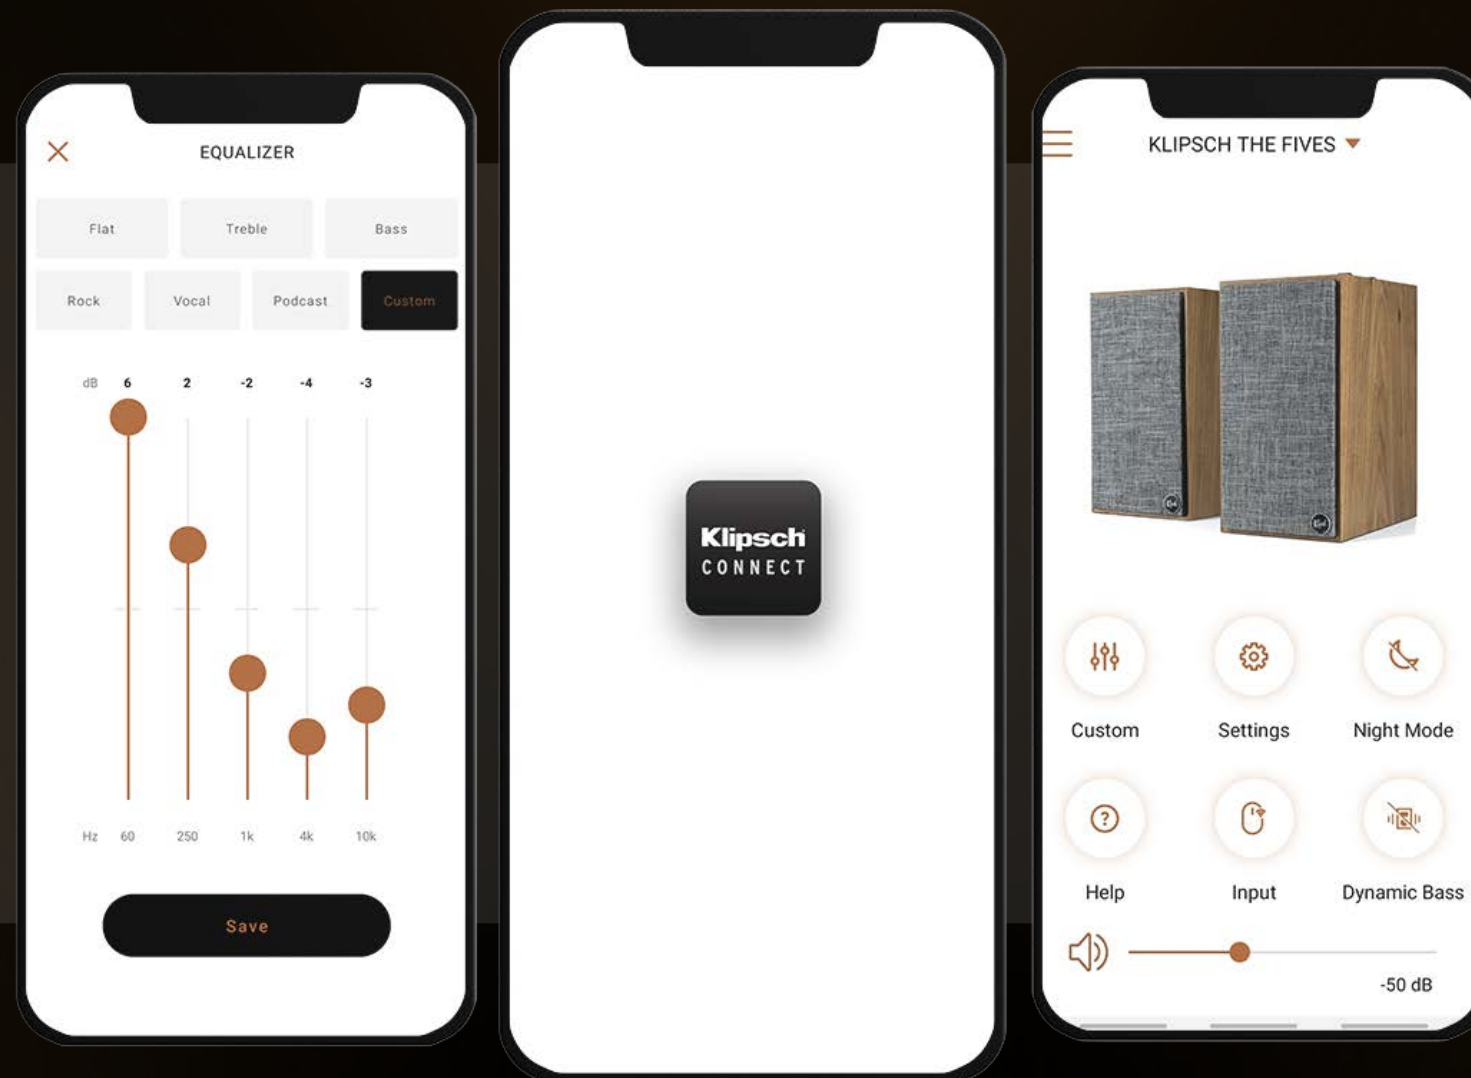 EQUALIZER
Flat Treble Bass
Rock Vocal Podcast Custom
dB 6 2 -2 -4 -3
Hz 60 250 1k 4k 10k
Save
Klipsch
CONNECT
KLIPSCH THE FIVES
Custom Settings Night Mode
Help Input Dynamic Bass
-50 dB